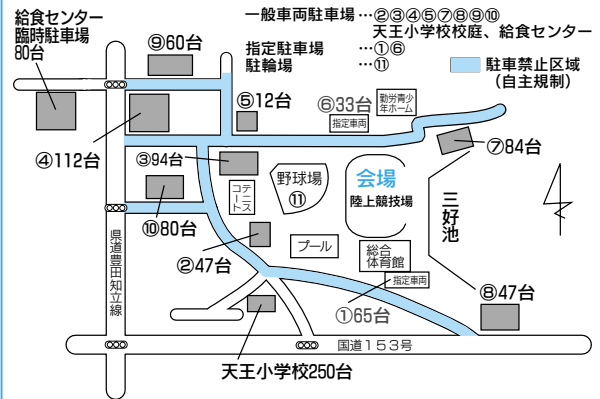 給食センター
臨時駐車場
80台
一般車両駐車場…②③④⑤⑦⑧⑨⑩
天王小学校校庭、給食センター
指定駐車場 …①⑥
駐輪場 …⑪
駐車禁止区域
(自主規制)
⑨60台
⑤12台
⑥33台
勤労青少
年ホーム
指定車両
④112台
③94台
⑦84台
テニス
コート
野球場
⑪
会場
陸上競技場
三好池
⑩80台
②47台
プール
総合
体育館
指定車両
県道豊田知立線
①65台
⑧47台
国道153号
天王小学校250台